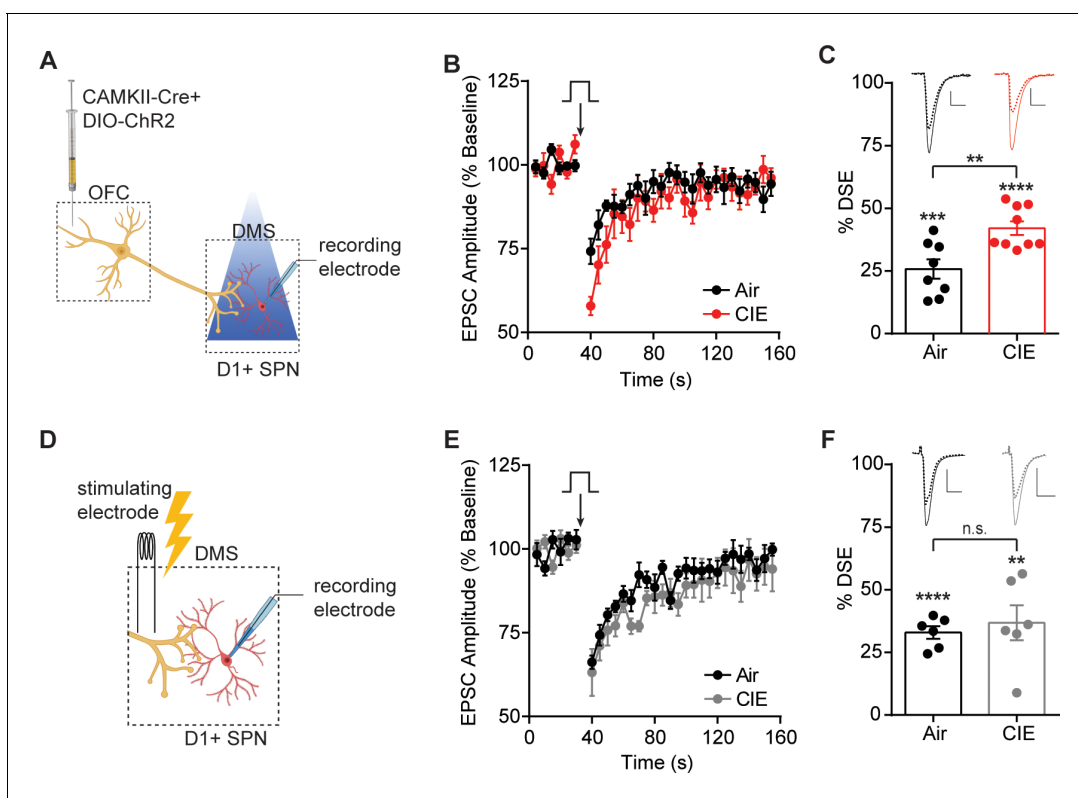 A
CAMKII-Cre+
DIO-ChR2
OFC
DMS
recording
electrode
D1+ SPN
B
EPSC Amplitude (% Baseline)
125
100
75
50
0 40 80 120 160
Time (s)
Air
CIE
C
% DSE
100
75
50
25
0
**
***
****
Air CIE
D
stimulating
electrode
DMS
recording
electrode
D1+ SPN
E
EPSC Amplitude (% Baseline)
125
100
75
50
0 40 80 120 160
Time (s)
Air
CIE
F
% DSE
100
75
50
25
0
n.s.
****
**
Air CIE